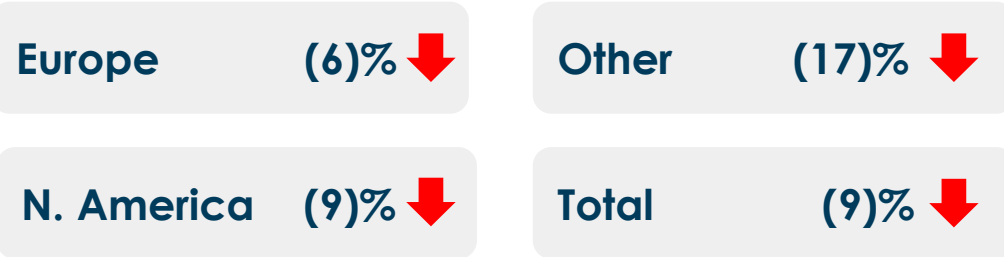 Europe (6)%
Other (17)%
N. America (9)%
Total (9)%